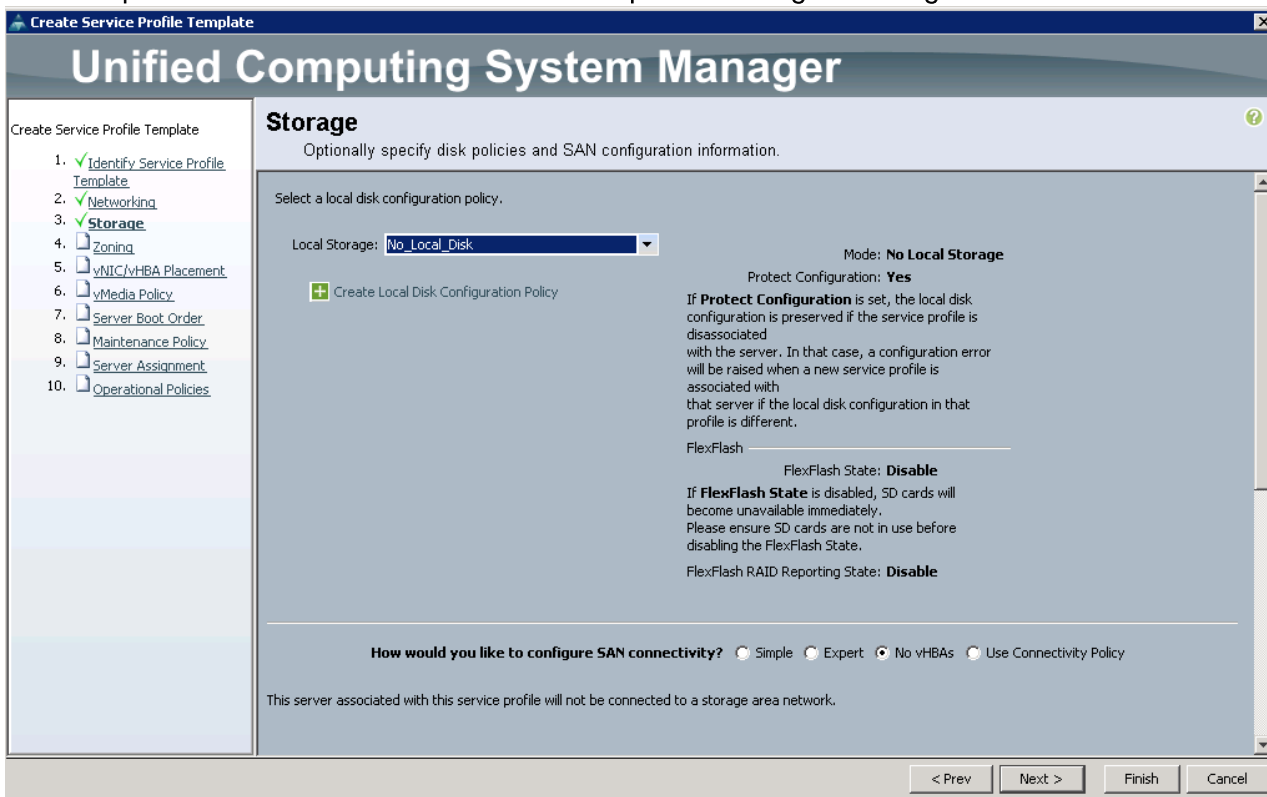 Create Service Profile Template
Unified Computing System Manager
Create Service Profile Template
1. Identify Service Profile
Template
2. Networking
3. Storage
4. Zoning
5. vNIC/vHBA Placement
6. vMedia Policy
7. Server Boot Order
8. Maintenance Policy
9. Server Assignment
10. Operational Policies
Storage
Optionally specify disk policies and SAN configuration information.
Select a local disk configuration policy.
Local Storage: No_Local_Disk
Create Local Disk Configuration Policy
Mode: No Local Storage
Protect Configuration: Yes
If Protect Configuration is set, the local disk
configuration is preserved if the service profile is
disassociated
with the server. In that case, a configuration error
will be raised when a new service profile is
associated with
that server if the local disk configuration in that
profile is different.
FlexFlash
FlexFlash State: Disable
If FlexFlash State is disabled, SD cards will
become unavailable immediately.
Please ensure SD cards are not in use before
disabling the FlexFlash State.
FlexFlash RAID Reporting State: Disable
How would you like to configure SAN connectivity? Simple Expert No vHBAs Use Connectivity Policy
This server associated with this service profile will not be connected to a storage area network.
< Prev Next > Finish Cancel